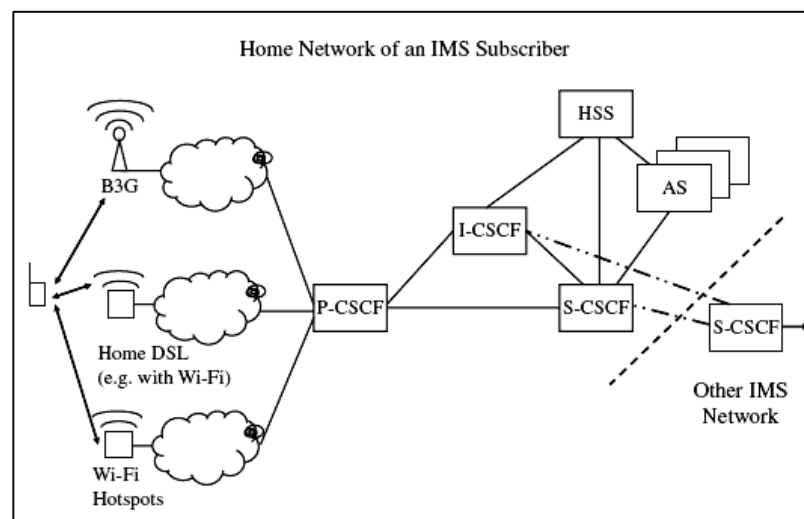 Home Network of an IMS Subscriber
HSS
B3G
AS
I-CSCF
P-CSCF
S-CSCF
S-CSCF
Home DSL
(e.g. with Wi-Fi)
Other IMS
Network
Wi-Fi
Hotspots